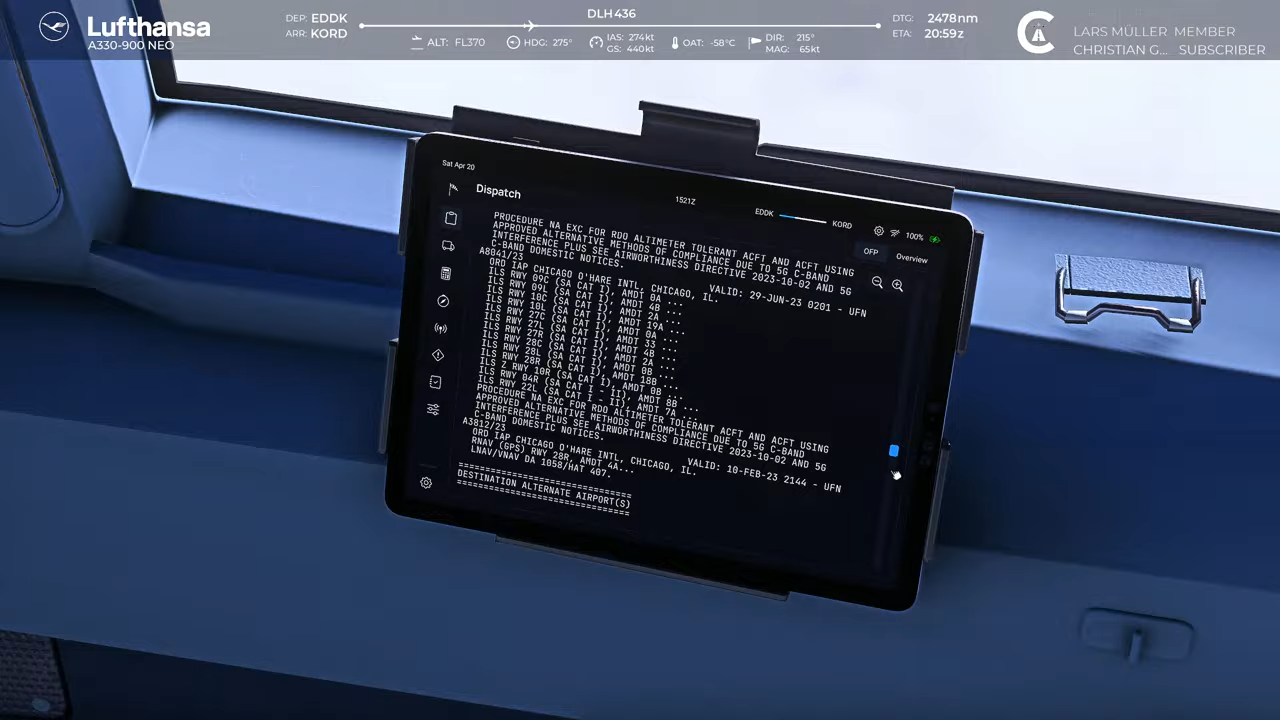 Lufthansa
A330-900 NEO
DEP: EDDK
ARR: KORD
DLH436
ALT: FL370
HDG: 275°
IAS: 274kt
GS: 440kt
OAT: -58°C
DIR: 215°
MAG: 65kt
DTG: 2478nm
ETA: 20:59z
LARS MÜLLER MEMBER
CHRISTIAN G... SUBSCRIBER
Sat Apr 20
Dispatch
1521Z
EDDK
KORD
100%
OFP
Overview
PROCEDURE NA EXC FOR RDO ALTIMETER TOLERANT ACFT AND ACFT USING
APPROVED ALTERNATIVE METHODS OF COMPLIANCE DUE TO 5G C-BAND
INTERFERENCE PLUS SEE AIRWORTHINESS DIRECTIVE 2023-10-02 AND 5G
C-BAND DOMESTIC NOTICES.
A8041/23 VALID: 29-JUN-23 0201 - UFN
ORD IAP CHICAGO O'HARE INTL, CHICAGO, IL.
ILS RWY 09C (SA CAT I), AMDT 0A ...
ILS RWY 09L (SA CAT I), AMDT 4B ...
ILS RWY 10C (SA CAT I), AMDT 2A ...
ILS RWY 10L (SA CAT I), AMDT 19A ...
ILS RWY 27C (SA CAT I), AMDT 0A ...
ILS RWY 27L (SA CAT I), AMDT 33 ...
ILS RWY 27R (SA CAT I), AMDT 4B ...
ILS RWY 28C (SA CAT I), AMDT 2A ...
ILS RWY 28L (SA CAT I), AMDT 0B ...
ILS RWY 28R (SA CAT I), AMDT 18B ...
ILS Z RWY 10R (SA CAT I), AMDT 0B ...
ILS RWY 04R (SA CAT I - II), AMDT 8B ...
ILS RWY 22L (SA CAT I - II), AMDT 7A ...
PROCEDURE NA EXC FOR RDO ALTIMETER TOLERANT ACFT AND ACFT USING
APPROVED ALTERNATIVE METHODS OF COMPLIANCE DUE TO 5G C-BAND
INTERFERENCE PLUS SEE AIRWORTHINESS DIRECTIVE 2023-10-02 AND 5G
C-BAND DOMESTIC NOTICES.
A3812/23 VALID: 10-FEB-23 2144 - UFN
ORD IAP CHICAGO O'HARE INTL, CHICAGO, IL.
RNAV (GPS) RWY 28R, AMDT 4A...
LNAV/VNAV DA 1058/HAT 407.
==============================
DESTINATION ALTERNATE AIRPORT(S)
==============================